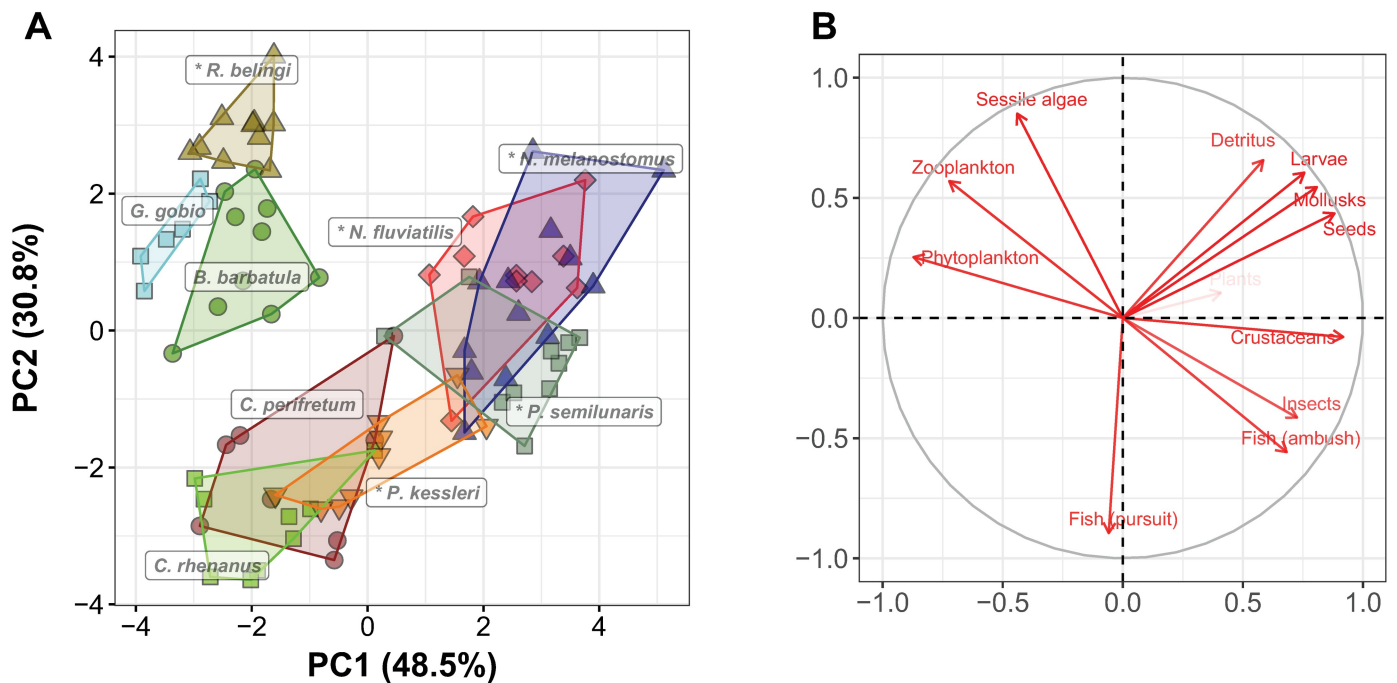 A
B
* R. belingi
G. gobio
B. barbatula
* N. melanostomus
* N. fluviatilis
C. perifretum
* P. semilunaris
* P. kessleri
C. rhenanus
4
2
0
−2
−4
−4
−2
0
2
4
PC2 (30.8%)
PC1 (48.5%)
Sessile algae
Detritus
Zooplankton
Larvae
Mollusks
Seeds
Phytoplankton
Plants
Crustaceans
Insects
Fish (ambush)
Fish (pursuit)
1.0
0.5
0.0
−0.5
−1.0
−1.0
−0.5
0.0
0.5
1.0